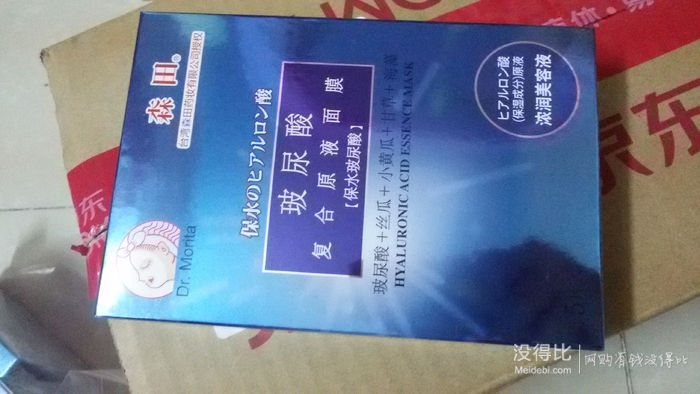 森田®
台湾森田药妆有限公司授权
Dr. Morita
保水のヒアルロン酸
玻尿酸
复合原液面膜
【保水玻尿酸】
玻尿酸+丝瓜+小黄瓜+甘草+海藻
HYALURONIC ACID ESSENCE MASK
ヒアルロン酸
(保湿成分)原液
浓润美容液
5
京东
东
没得比
Meidebi.com
网购有钱没得比